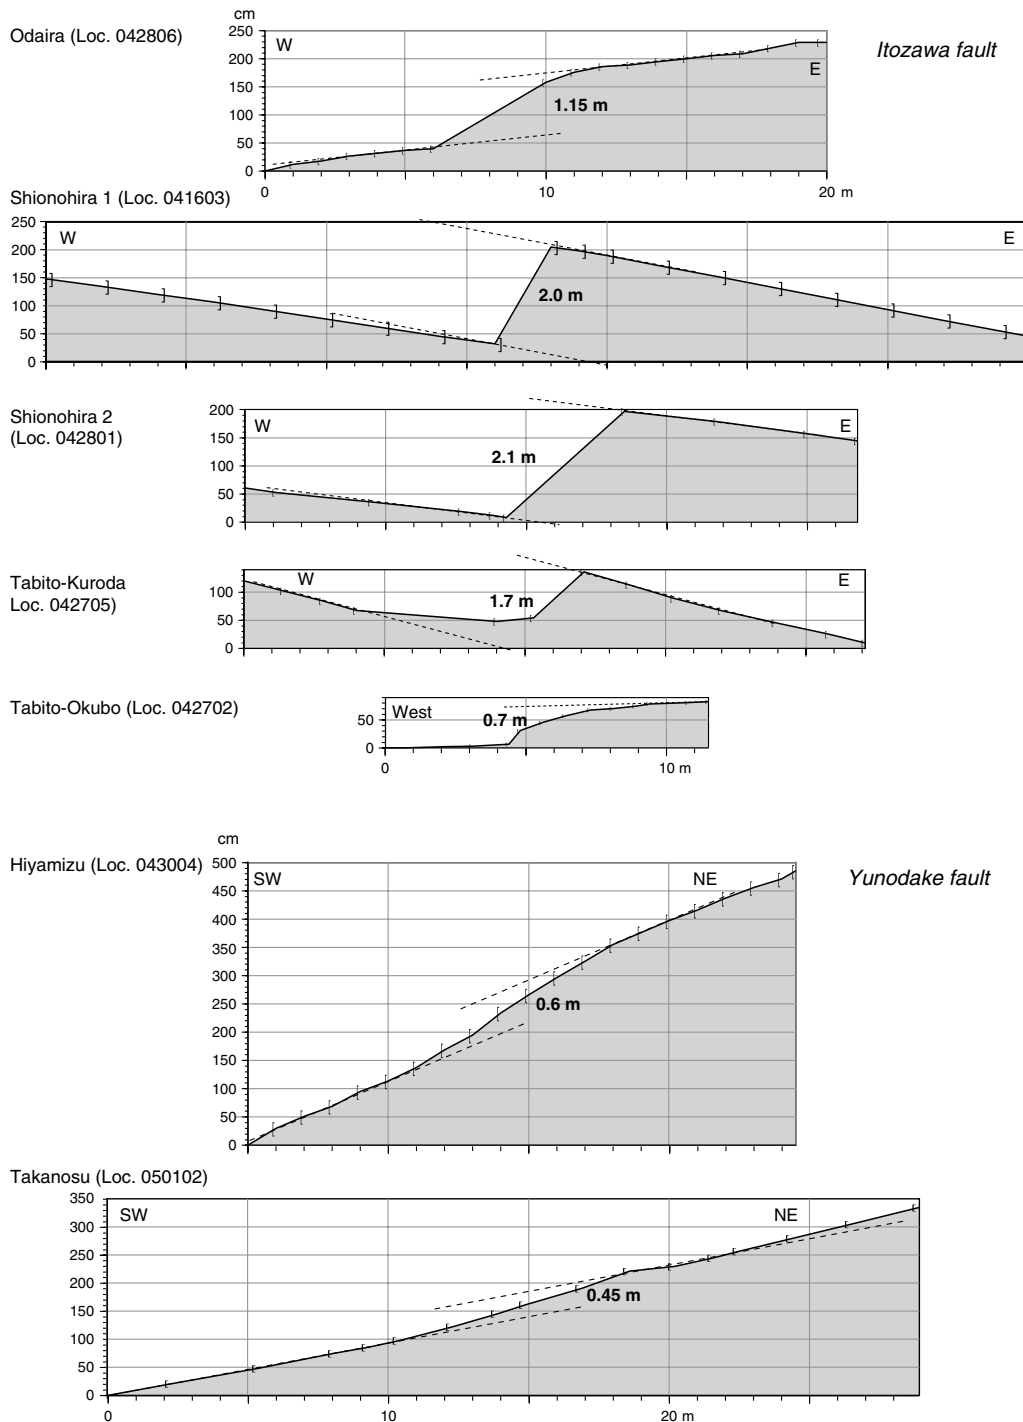 cm
Odaira (Loc. 042806)
Itozawa fault
250
200
150
100
50
0
W
E
1.15 m
0
10
20 m
Shionohira 1 (Loc. 041603)
250
200
150
100
50
0
W
E
2.0 m
Shionohira 2
(Loc. 042801)
200
150
100
50
0
W
E
2.1 m
Tabito-Kuroda
Loc. 042705)
100
50
0
W
E
1.7 m
Tabito-Okubo (Loc. 042702)
50
0
West
0.7 m
0
10 m
cm
Hiyamizu (Loc. 043004)
Yunodake fault
500
450
400
350
300
250
200
150
100
50
0
SW
NE
0.6 m
Takanosu (Loc. 050102)
350
300
250
200
150
100
50
0
SW
NE
0.45 m
0
10
20 m